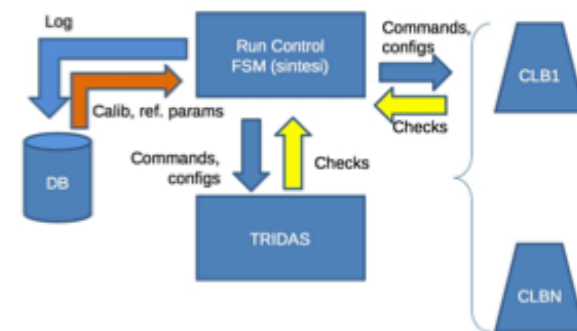 Log
Run Control
FSM (sintesi)
Commands,
configs
CLB1
Calib, ref. params
Checks
DB
Commands,
configs
Checks
TRIDAS
CLBN